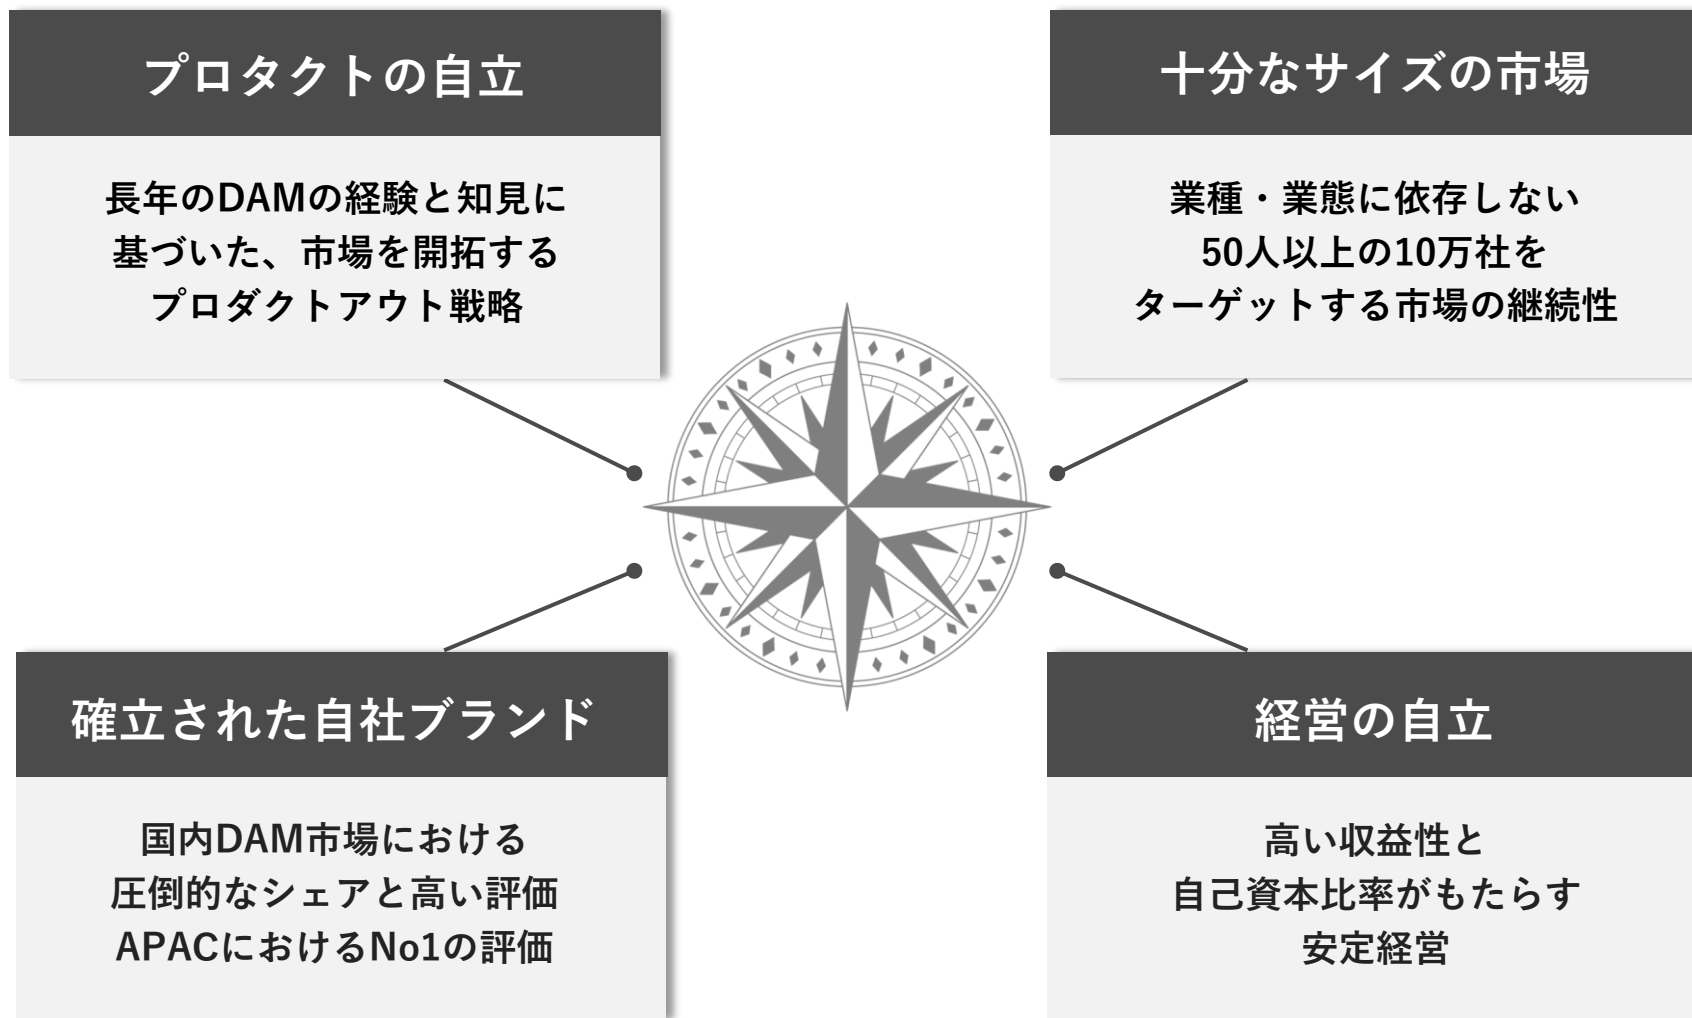 プロタクトの自立
長年のDAMの経験と知見に
基づいた、市場を開拓する
プロダクトアウト戦略
十分なサイズの市場
業種・業態に依存しない
50人以上の10万社を
ターゲットする市場の継続性
確立された自社ブランド
国内DAM市場における
圧倒的なシェアと高い評価
APACにおけるNo1の評価
経営の自立
高い収益性と
自己資本比率がもたらす
安定経営